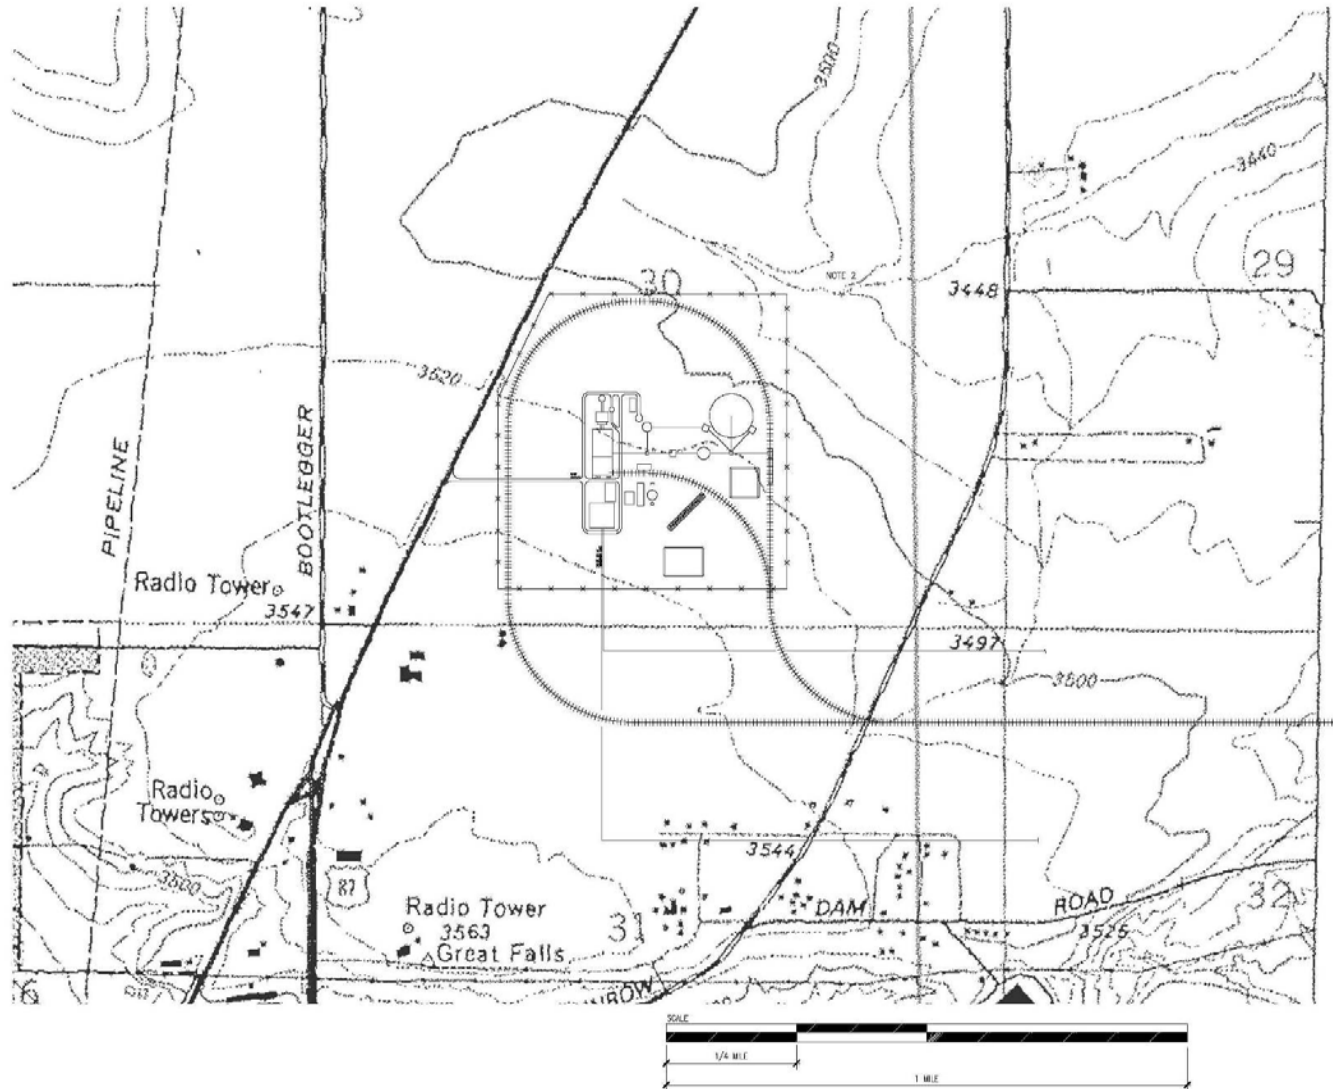 3500
3440
29
30
NOTE 2
3448
3520
BOOTLEGGER
PIPELINE
Radio Tower
3547
3497
3500
Radio
Towers
3544
3500
87
Radio Tower
3563
Great Falls
31
DAM
ROAD
32
3525
SCALE
1/4 MILE
1 MILE